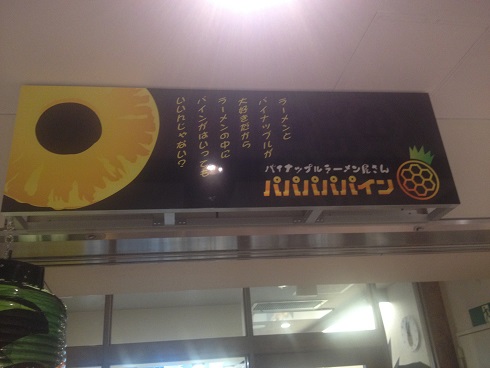 ラーメンと
パイナップルが
大好きだから
ラーメンの中に
パインがはいっても
いいんじゃない？
パイナップルラーメン屋さん
パパパパパイン